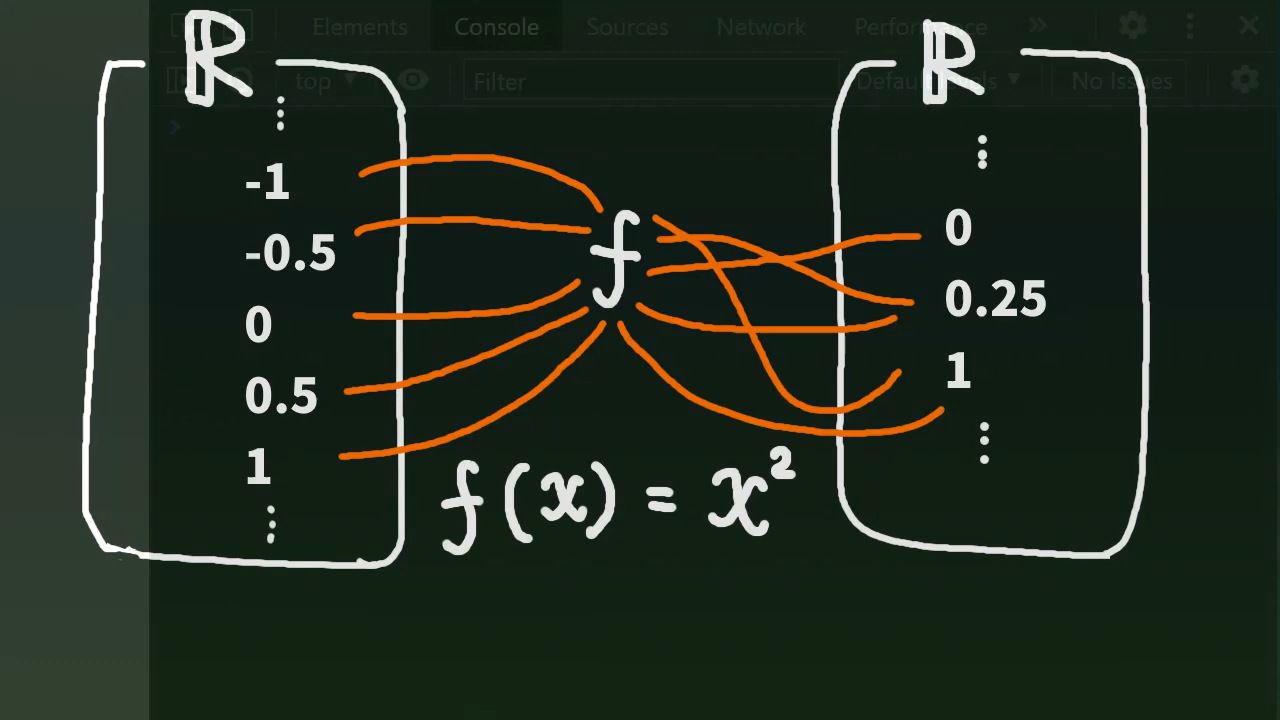 Elements Console Sources Network Performance »
top Filter Default levels No Issues
>
ℝ
⋮
-1
-0.5
0
0.5
1
⋮
f
f(x) = x²
ℝ
⋮
0
0.25
1
⋮